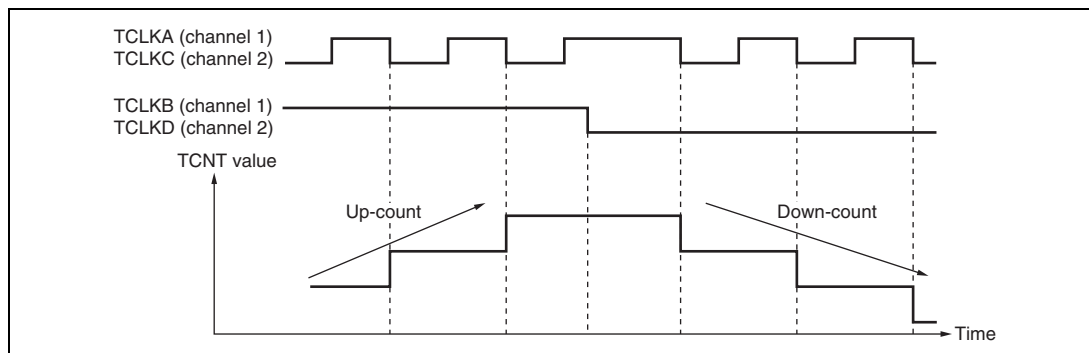 TCLKA (channel 1)
TCLKC (channel 2)
TCLKB (channel 1)
TCLKD (channel 2)
TCNT value
Up-count
Down-count
Time